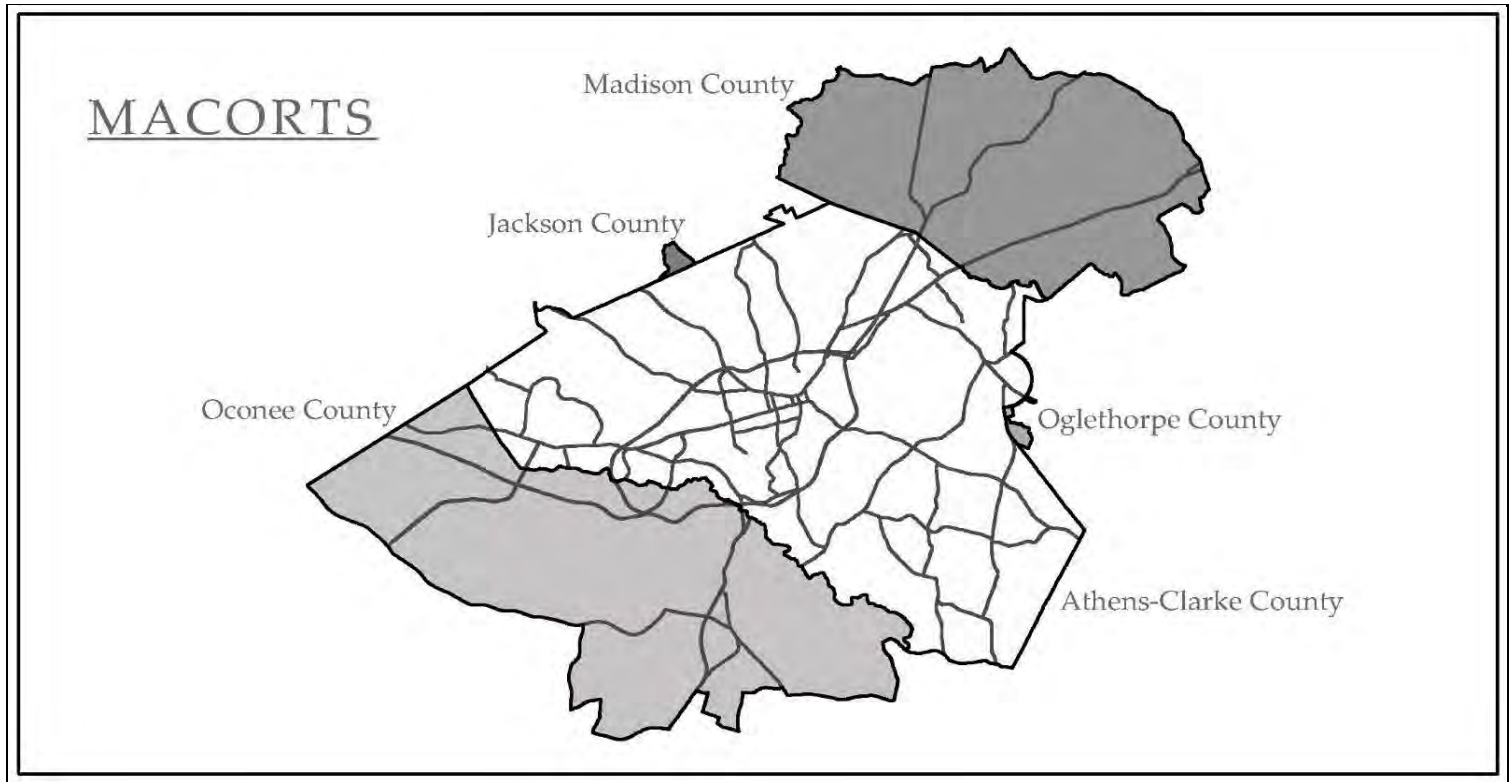 MACORTS
Madison County
Jackson County
Oconee County
Oglethorpe County
Athens-Clarke County